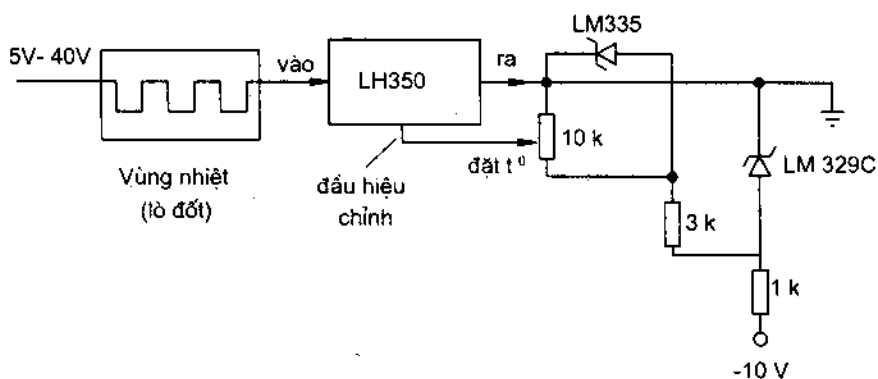 LM335
5V- 40V
vào
LH350
ra
10 k
đặt t⁰
LM 329C
Vùng nhiệt
(lò đốt)
đầu hiệu
chỉnh
3 k
1 k
-10 V